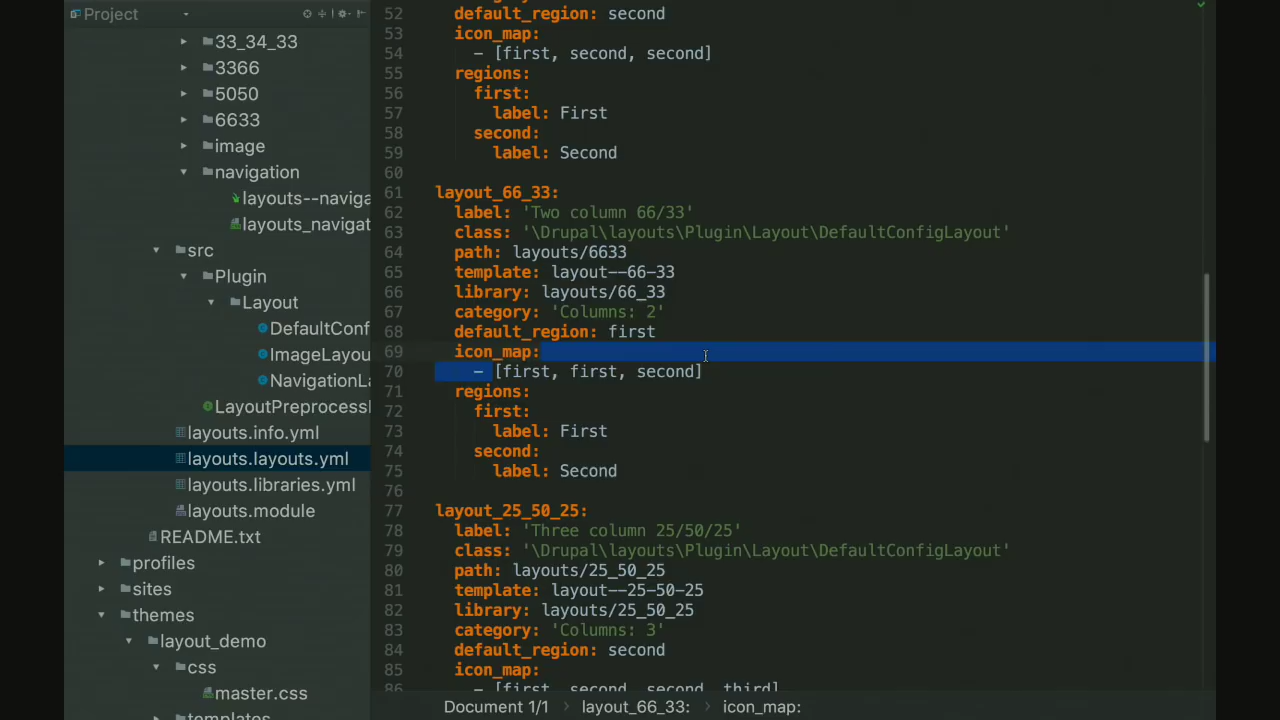 Project
33_34_33
3366
5050
6633
image
navigation
layouts--naviga
layouts_navigat
src
Plugin
Layout
DefaultConf
ImageLayou
NavigationLa
LayoutPreprocess
layouts.info.yml
layouts.layouts.yml
layouts.libraries.yml
layouts.module
README.txt
profiles
sites
themes
layout_demo
css
master.css
templates
52 default_region: second
53 icon_map:
54 - [first, second, second]
55 regions:
56 first:
57 label: First
58 second:
59 label: Second
60
61 layout_66_33:
62 label: 'Two column 66/33'
63 class: '\Drupal\layouts\Plugin\Layout\DefaultConfigLayout'
64 path: layouts/6633
65 template: layout--66-33
66 library: layouts/66_33
67 category: 'Columns: 2'
68 default_region: first
69 icon_map:
70 - [first, first, second]
71 regions:
72 first:
73 label: First
74 second:
75 label: Second
76
77 layout_25_50_25:
78 label: 'Three column 25/50/25'
79 class: '\Drupal\layouts\Plugin\Layout\DefaultConfigLayout'
80 path: layouts/25_50_25
81 template: layout--25-50-25
82 library: layouts/25_50_25
83 category: 'Columns: 3'
84 default_region: second
85 icon_map:
86 - [first, second, second, third]
Document 1/1 › layout_66_33: › icon_map: